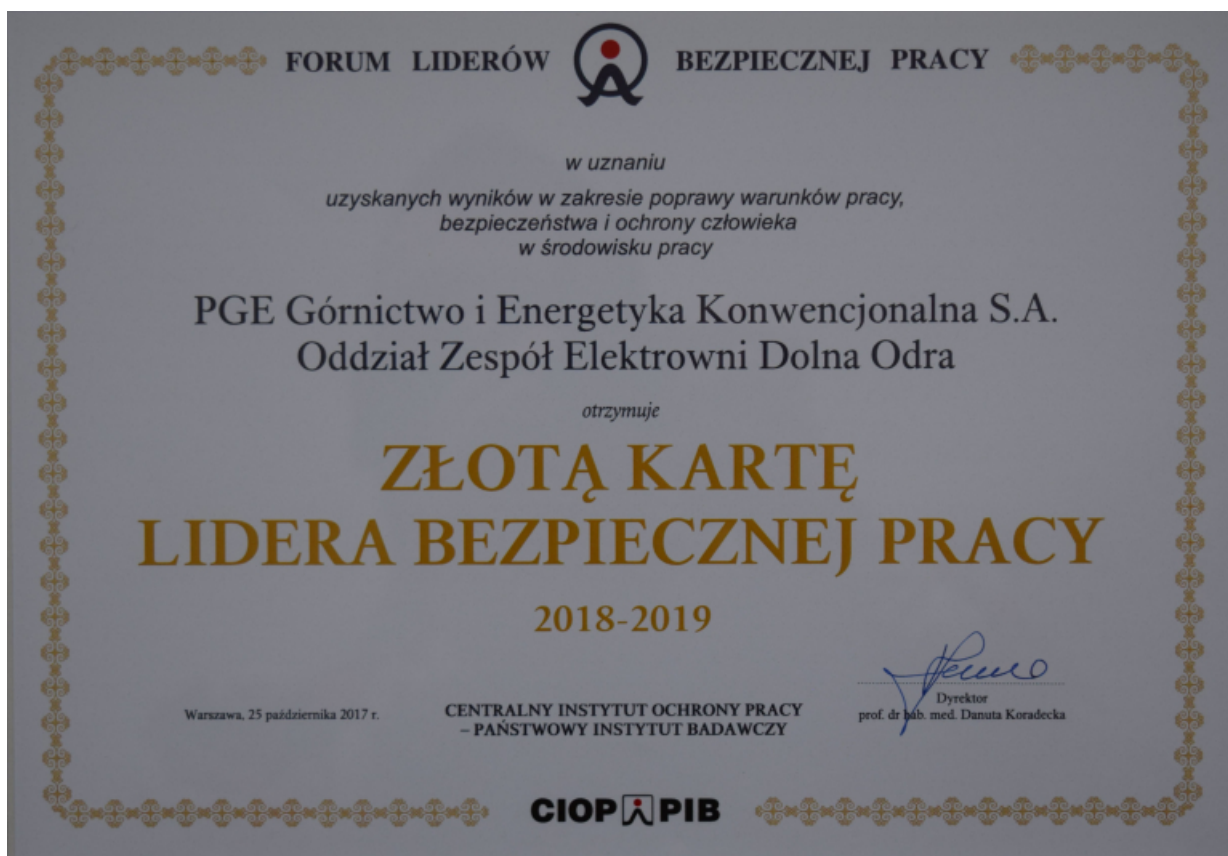 FORUM LIDERÓW BEZPIECZNEJ PRACY
w uznaniu
uzyskanych wyników w zakresie poprawy warunków pracy,
bezpieczeństwa i ochrony człowieka
w środowisku pracy
PGE Górnictwo i Energetyka Konwencjonalna S.A.
Oddział Zespół Elektrowni Dolna Odra
otrzymuje
ZŁOTĄ KARTĘ
LIDERA BEZPIECZNEJ PRACY
2018-2019
Warszawa, 25 października 2017 r.
CENTRALNY INSTYTUT OCHRONY PRACY
– PAŃSTWOWY INSTYTUT BADAWCZY
Dyrektor
prof. dr hab. med. Danuta Koradecka
CIOP PIB